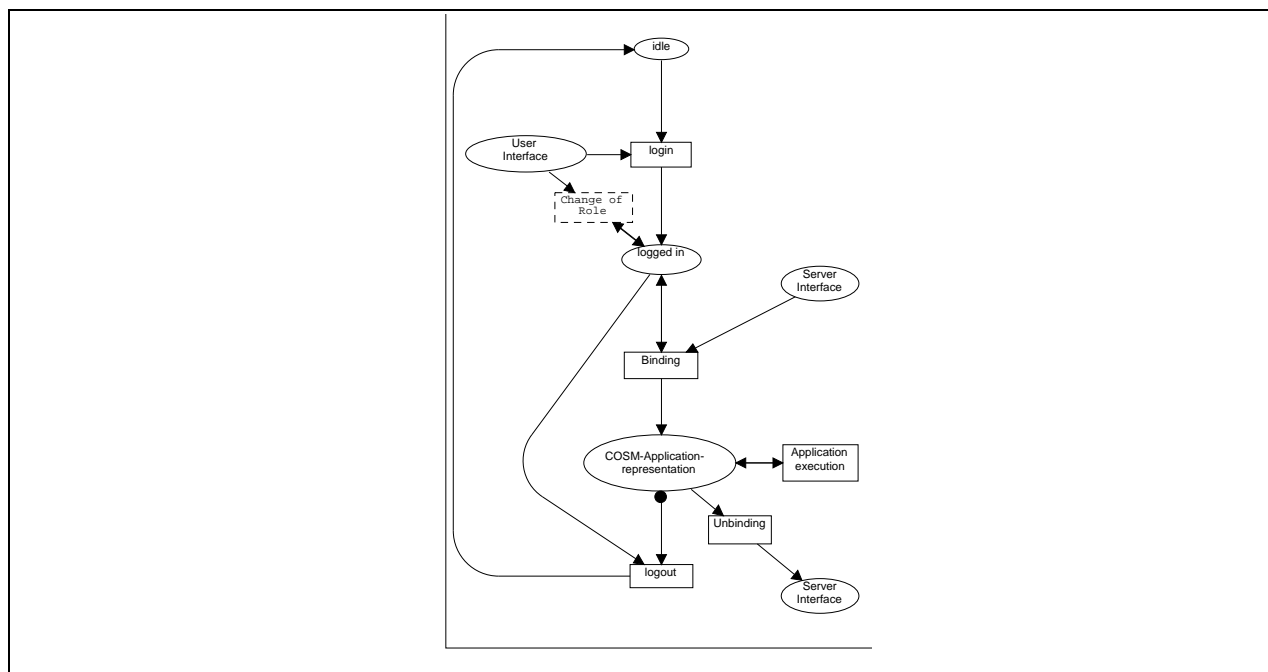 idle
User
Interface
login
Change of
Role
logged in
Server
Interface
Binding
COSM-Application-
representation
Application
execution
Unbinding
logout
Server
Interface